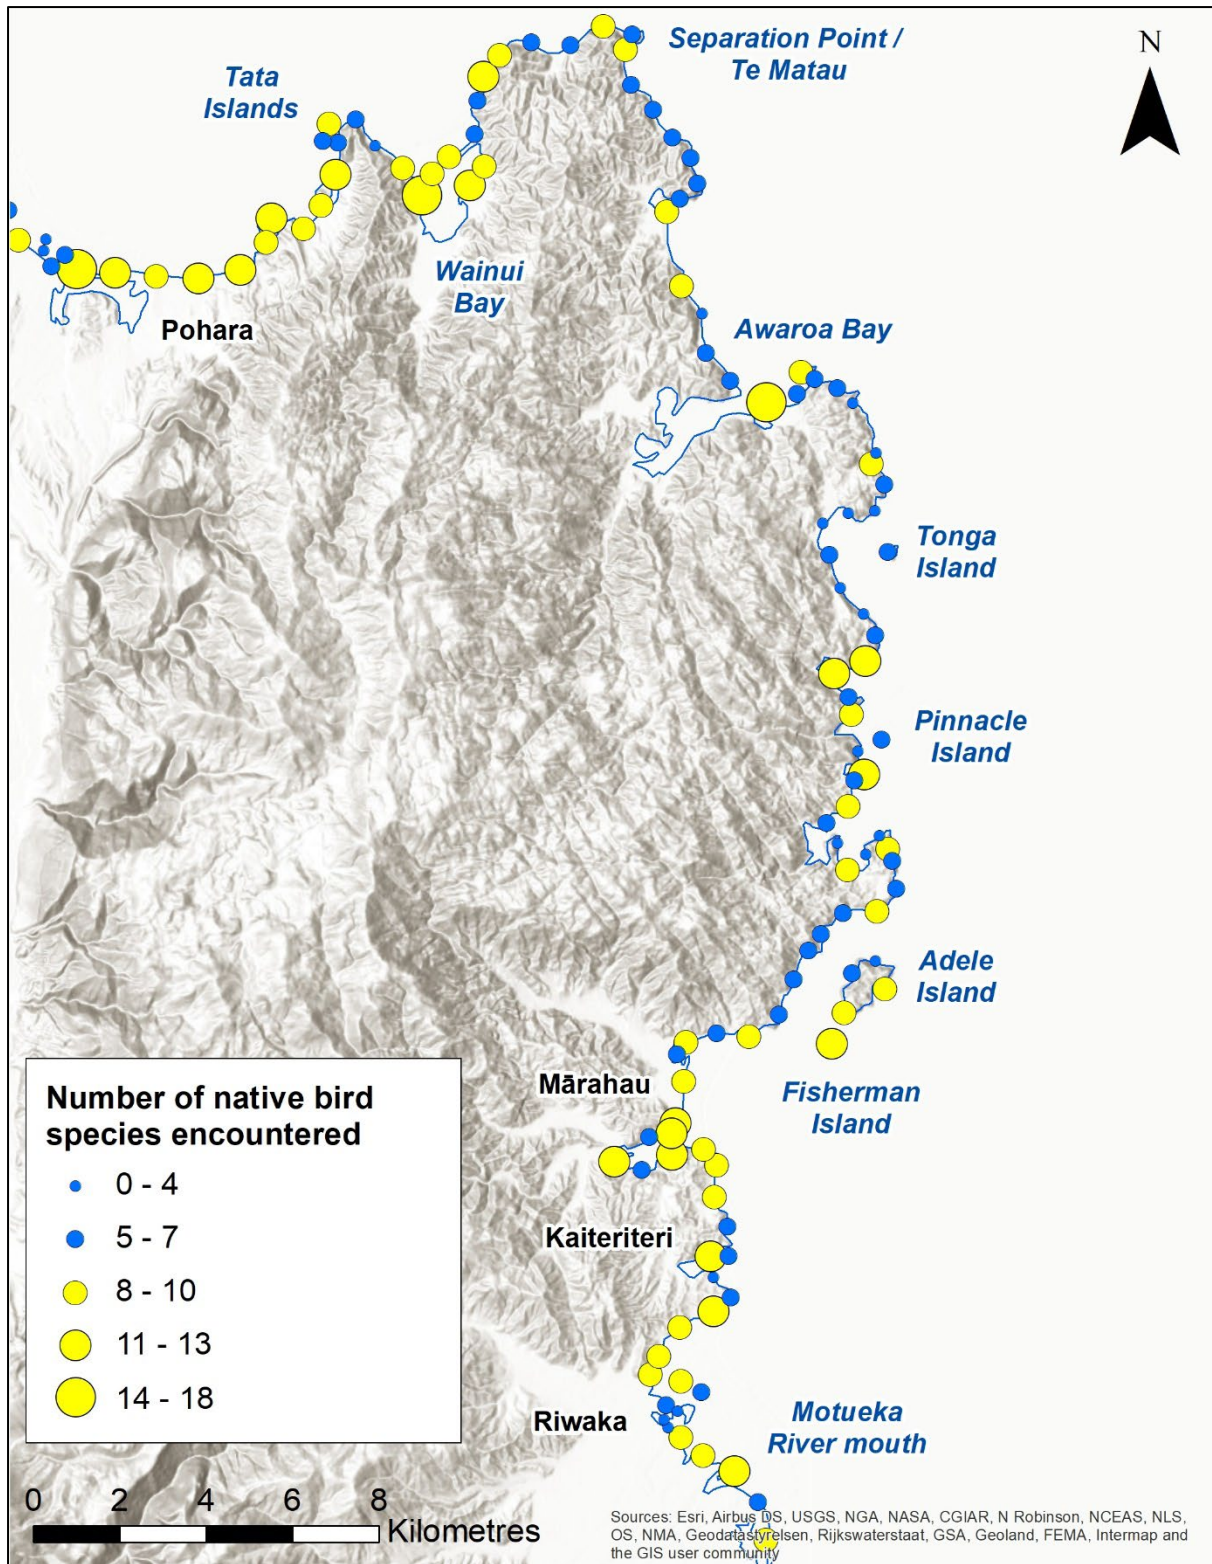 N
Separation Point /
Te Matau
Tata
Islands
Wainui
Bay
Pohara
Awaroa Bay
Tonga
Island
Pinnacle
Island
Adele
Island
Mārahau
Fisherman
Island
Kaiteriteri
Riwaka
Motueka
River mouth
Number of native bird
species encountered
0 - 4
5 - 7
8 - 10
11 - 13
14 - 18
0 2 4 6 8
Kilometres
Sources: Esri, Airbus DS, USGS, NGA, NASA, CGIAR, N Robinson, NCEAS, NLS,
OS, NMA, Geodatastyrelsen, Rijkswaterstaat, GSA, Geoland, FEMA, Intermap and
the GIS user community